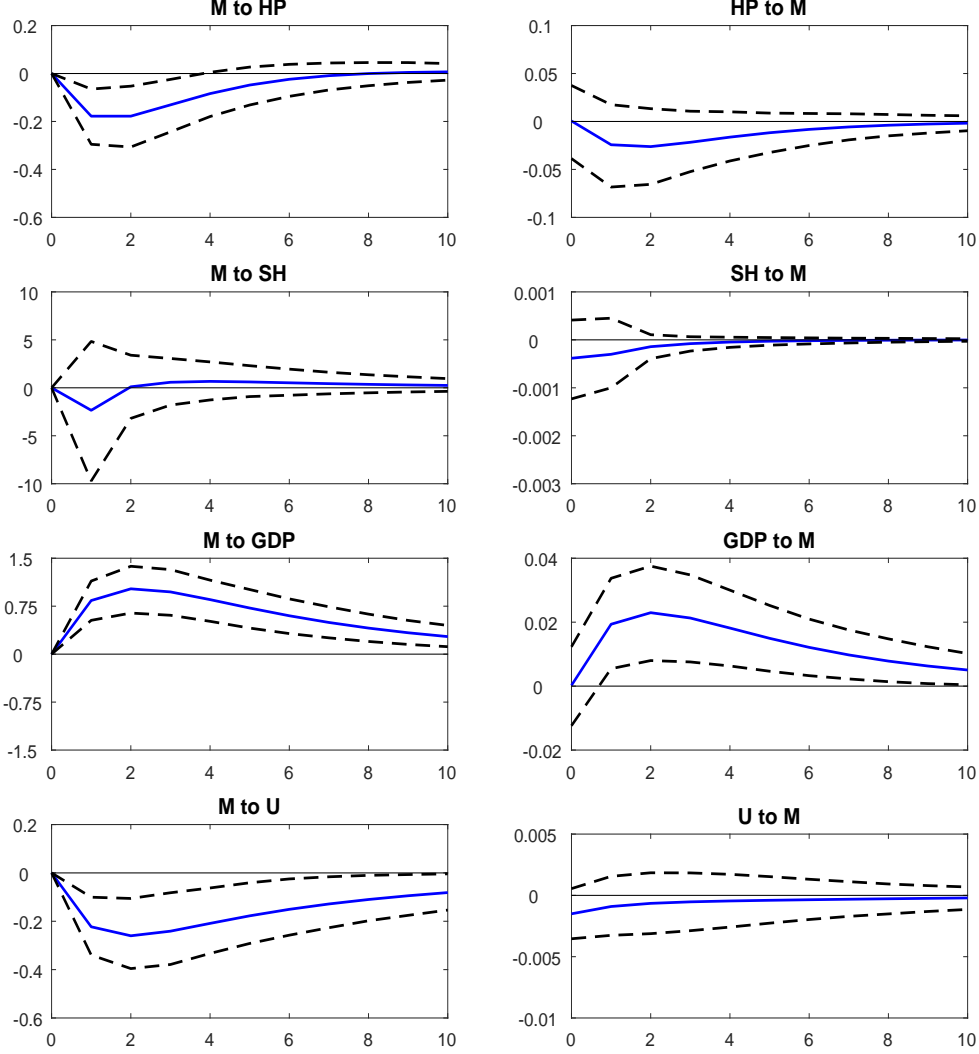 M to HP
0.2
0
-0.2
-0.4
-0.6
0 2 4 6 8 10
HP to M
0.1
0.05
0
-0.05
-0.1
0 2 4 6 8 10
M to SH
10
5
0
-5
-10
0 2 4 6 8 10
SH to M
0.001
0
-0.001
-0.002
-0.003
0 2 4 6 8 10
M to GDP
1.5
0.75
0
-0.75
-1.5
0 2 4 6 8 10
GDP to M
0.04
0.02
0
-0.02
0 2 4 6 8 10
M to U
0.2
0
-0.2
-0.4
-0.6
0 2 4 6 8 10
U to M
0.005
0
-0.005
-0.01
0 2 4 6 8 10